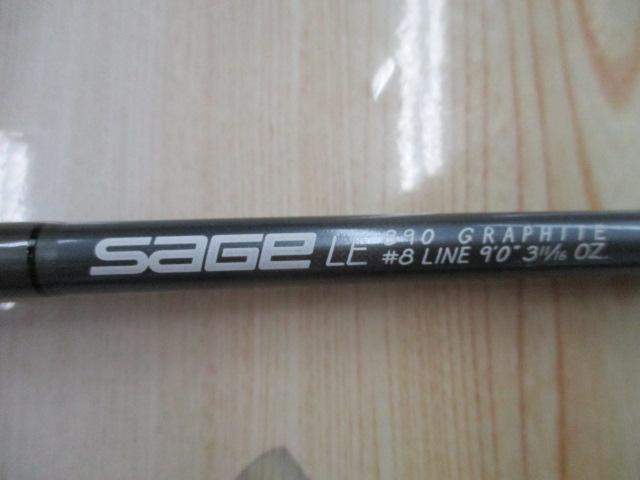 SAGE LE 890 GRAPHITE
#8 LINE 9'0" 3 11/16 OZ